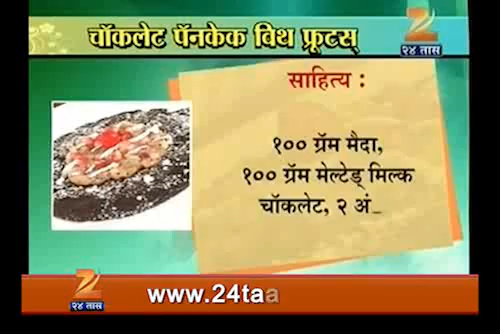 चॉकलेट पॅनकेक विथ फ्रूटस्
२४ तास
साहित्य :
१०० ग्रॅम मैदा,
१०० ग्रॅम मेल्टेड् मिल्क
चॉकलेट, २ अं
२४ तास
www.24taa